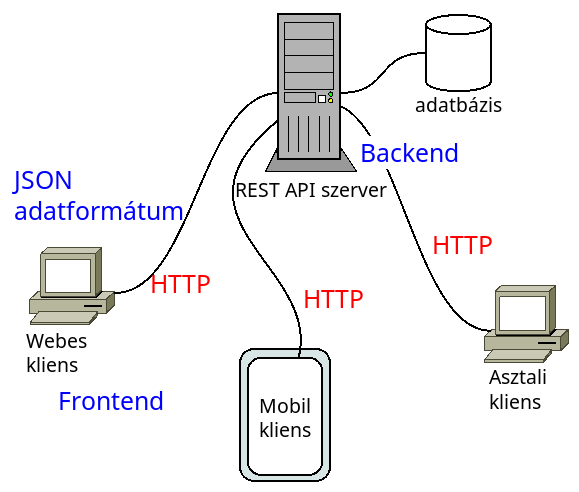 adatbázis
Backend
REST API szerver
JSON
adatformátum
HTTP
HTTP
HTTP
Webes
kliens
Frontend
Mobil
kliens
Asztali
kliens